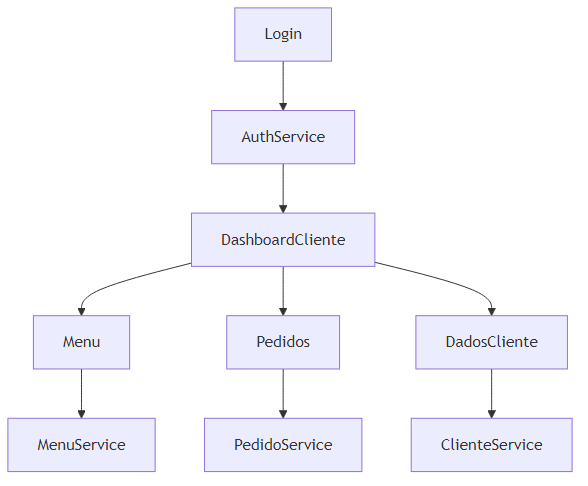 Login
AuthService
DashboardCliente
Menu
Pedidos
DadosCliente
MenuService
PedidoService
ClienteService